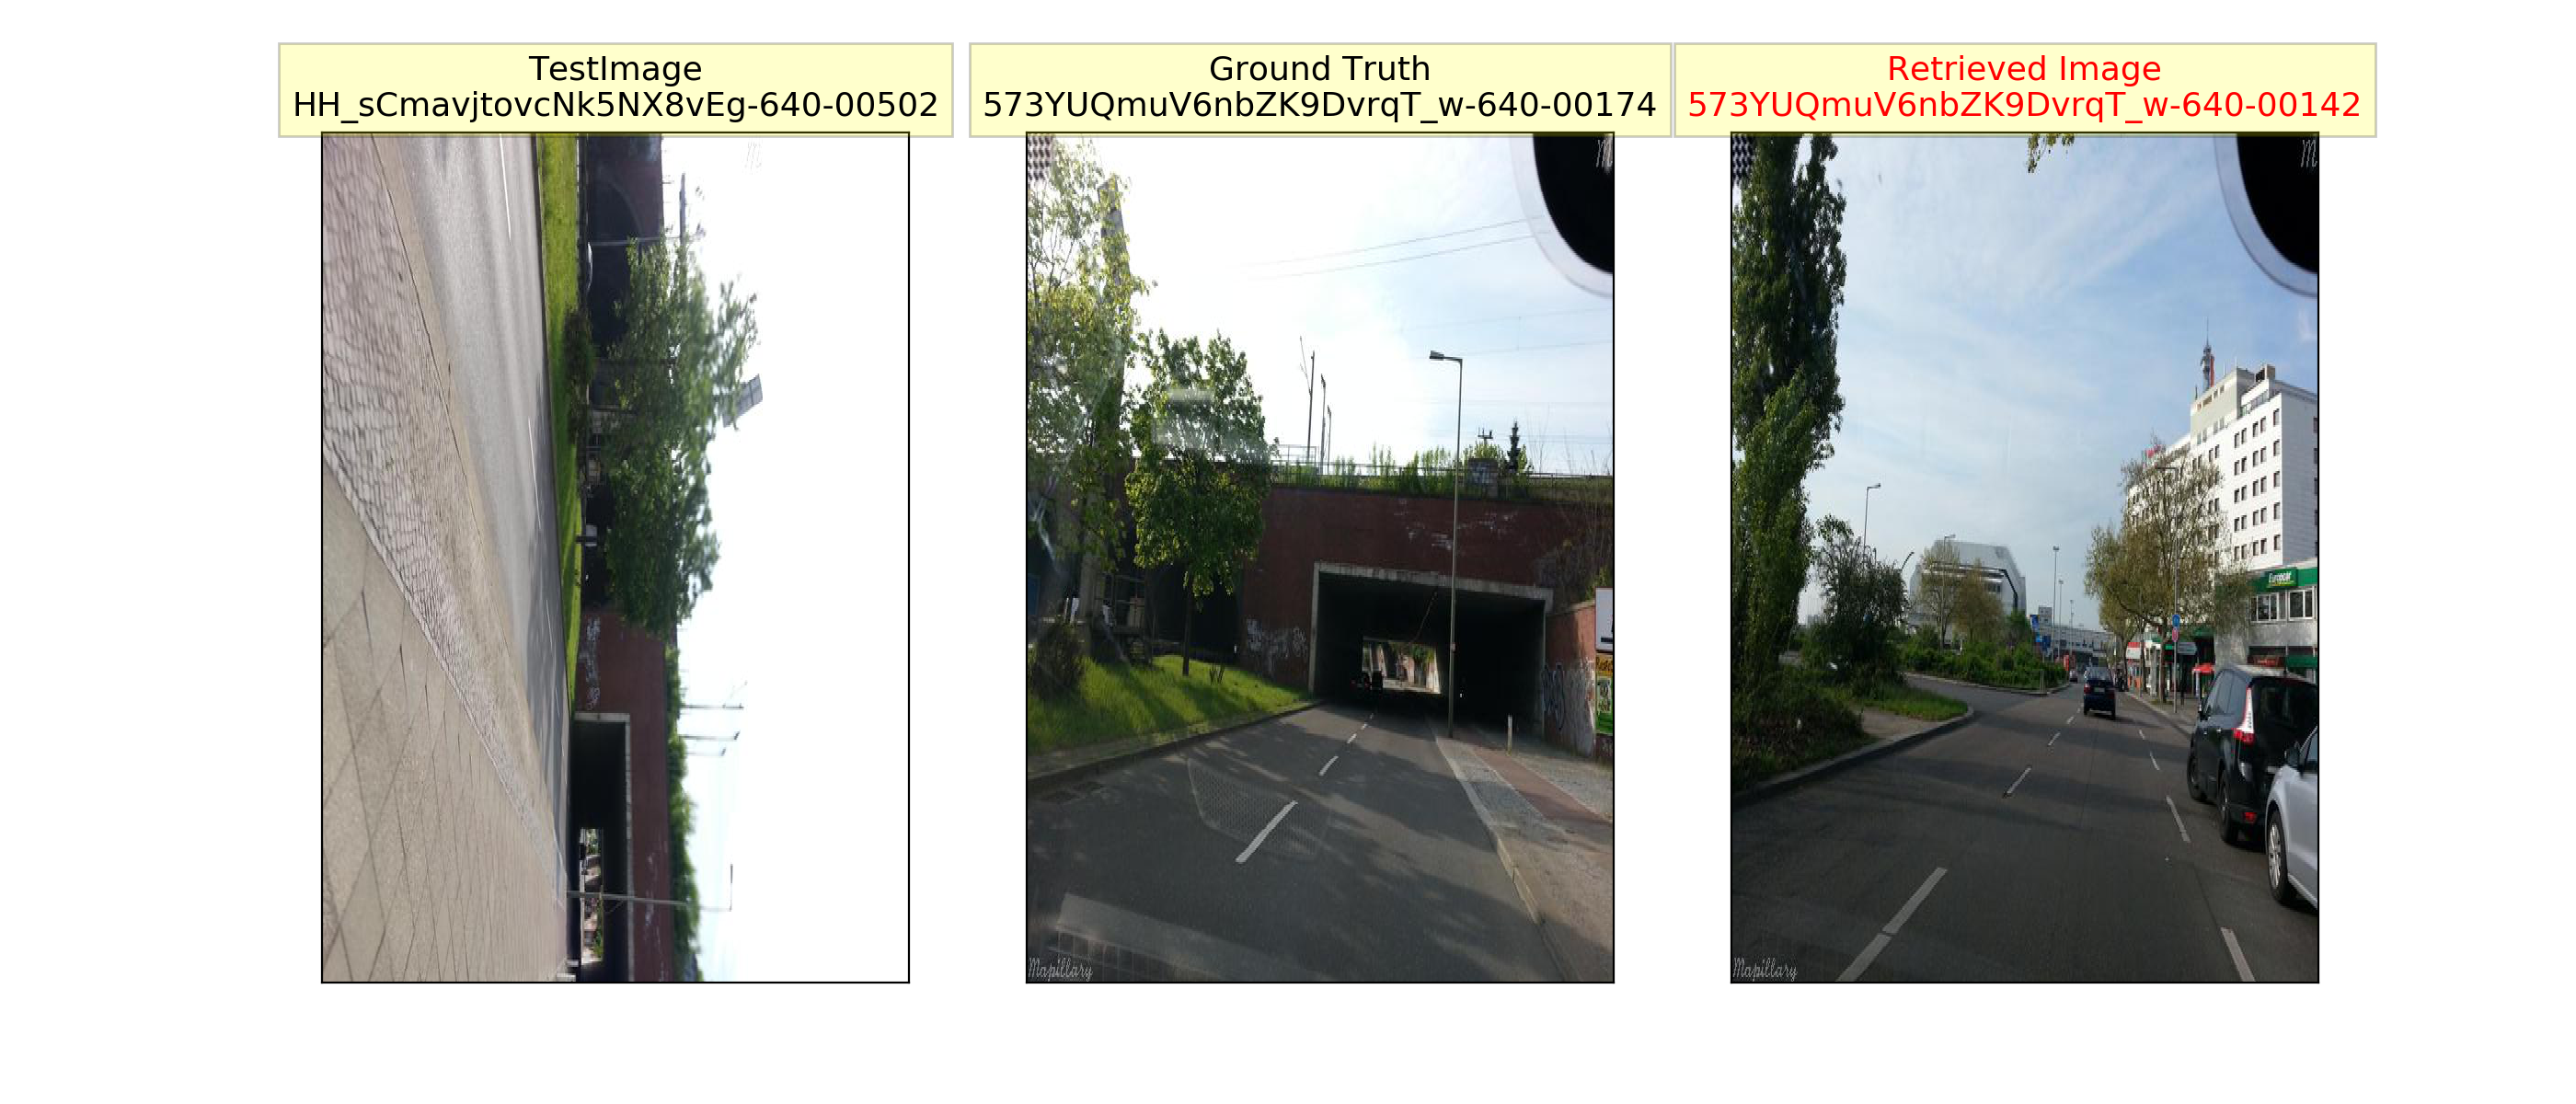 TestImage
HH_sCmavjtovcNk5NX8vEg-640-00502
Ground Truth
573YUQmuV6nbZK9DvrqT_w-640-00174
Retrieved Image
573YUQmuV6nbZK9DvrqT_w-640-00142
Europcar
Mapillary
Mapillary